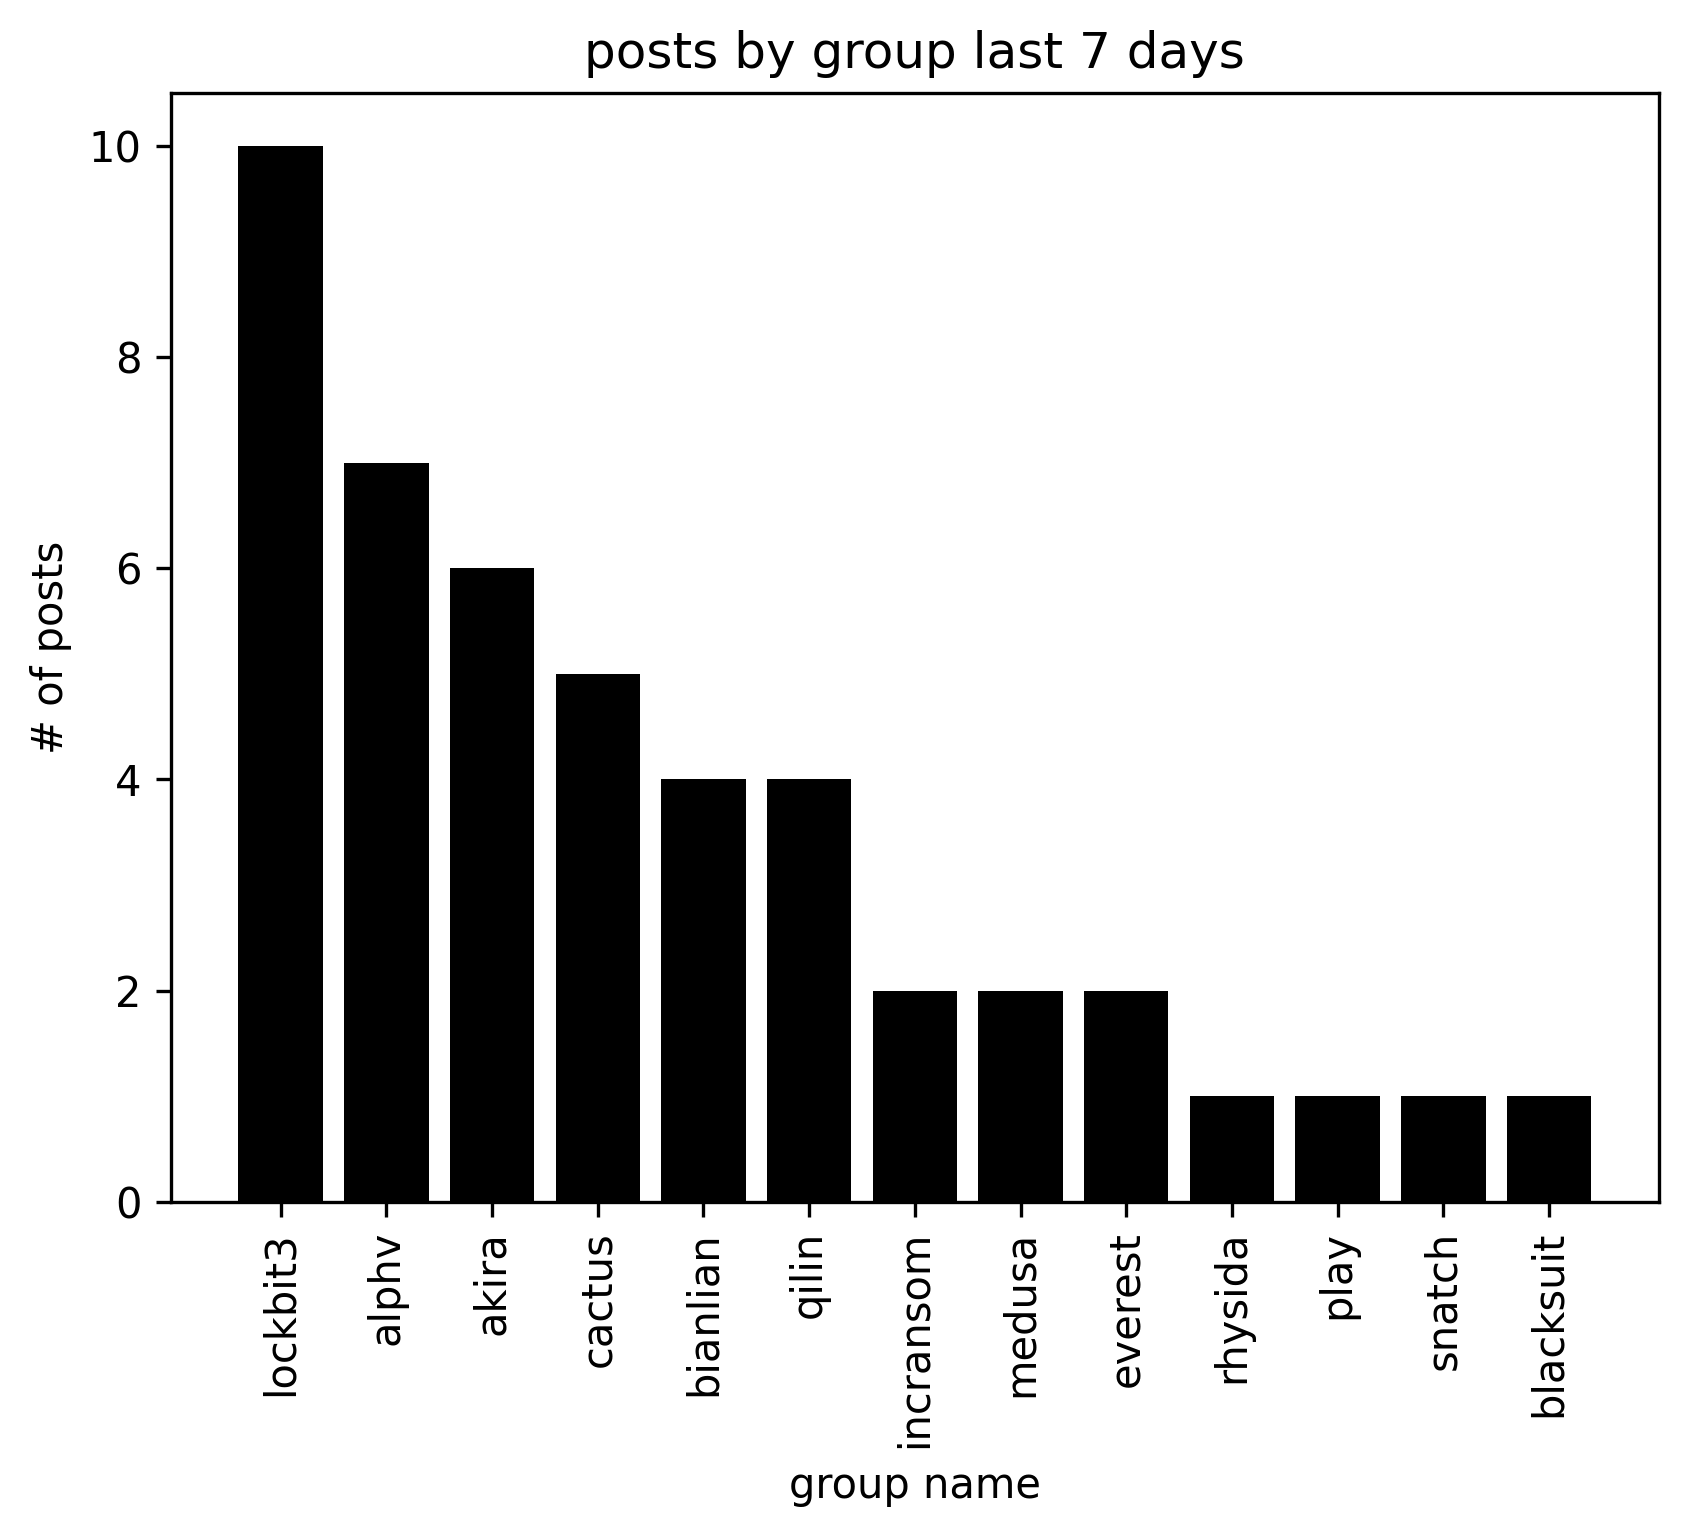 posts by group last 7 days
# of posts
10
8
6
4
2
0
lockbit3
alphv
akira
cactus
bianlian
qilin
incransom
medusa
everest
rhysida
play
snatch
blacksuit
group name